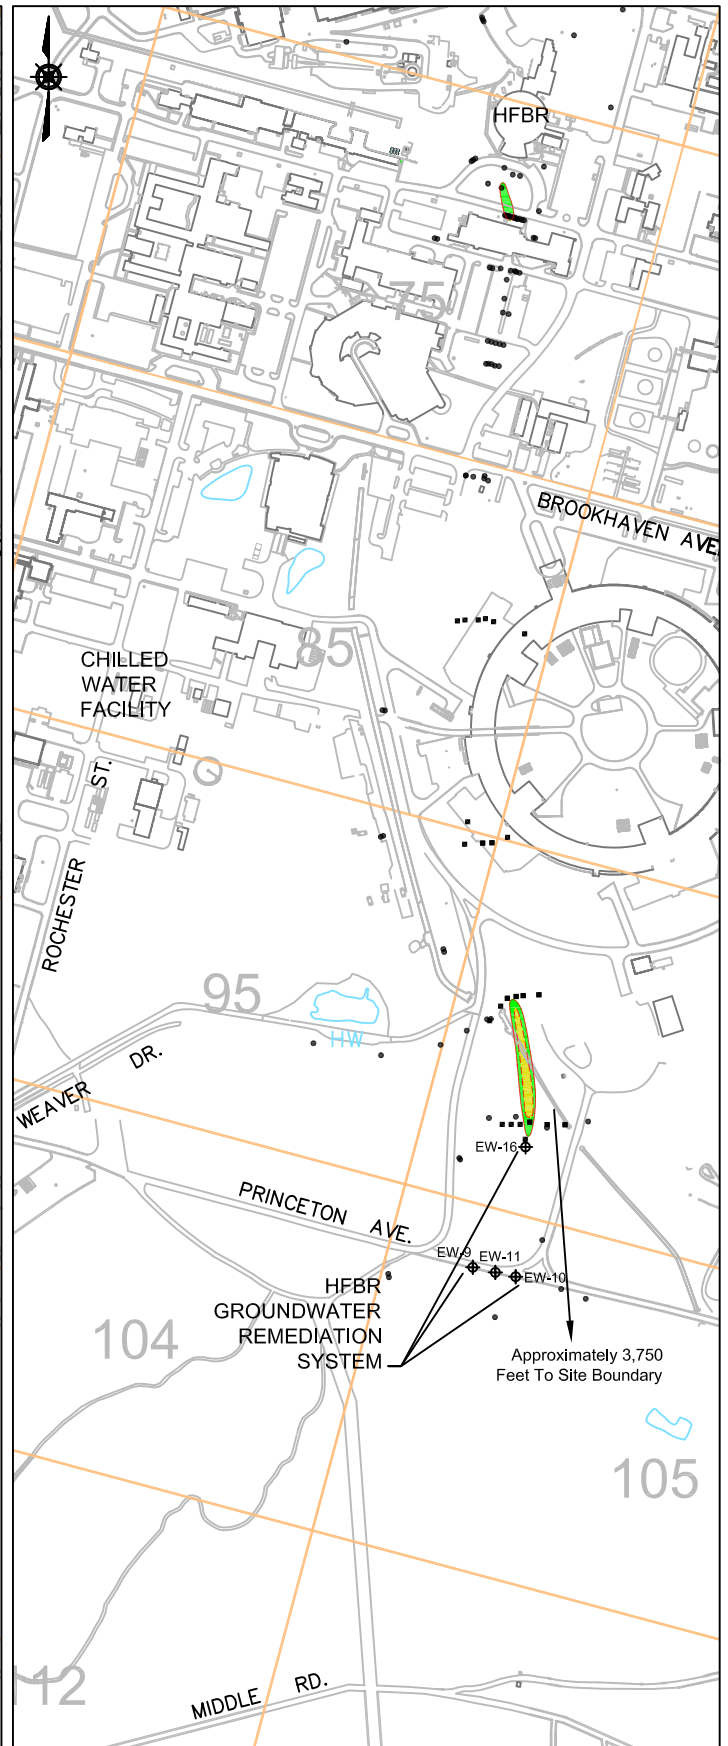 HFBR
75
BROOKHAVEN AVE.
85
CHILLED
WATER
FACILITY
ROCHESTER ST.
95
HW
WEAVER DR.
EW-16
PRINCETON AVE.
EW-9
EW-11
EW-10
HFBR
GROUNDWATER
REMEDIATION
SYSTEM
104
Approximately 3,750
Feet To Site Boundary
105
112
MIDDLE RD.